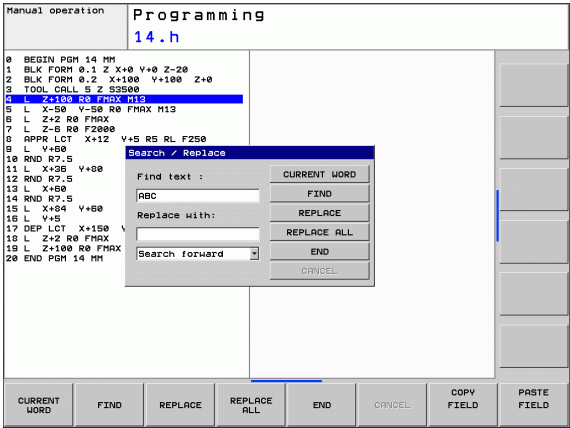 Manual operation
Programming
14.h
0 BEGIN PGM 14 MM
1 BLK FORM 0.1 Z X+0 Y+0 Z-20
2 BLK FORM 0.2 X+100 Y+100 Z+0
3 TOOL CALL 5 Z S3500
4 L Z+100 R0 FMAX M13
5 L X-50 Y-50 R0 FMAX M13
6 L Z+2 R0 FMAX
7 L Z-6 R0 F2000
8 APPR LCT X+12 Y+5 R5 RL F250
9 L Y+60
10 RND R7.5
11 L X+36 Y+80
12 RND R7.5
13 L X+60
14 RND R7.5
15 L X+84 Y+60
16 L Y+5
17 DEP LCT X+150 Y
18 L Z+2 R0 FMAX
19 L Z+100 R0 FMAX
20 END PGM 14 MM
Search / Replace
Find text :
ABC
Replace with:
Search forward
CURRENT WORD
FIND
REPLACE
REPLACE ALL
END
CANCEL
CURRENT WORD
FIND
REPLACE
REPLACE ALL
END
CANCEL
COPY FIELD
PASTE FIELD